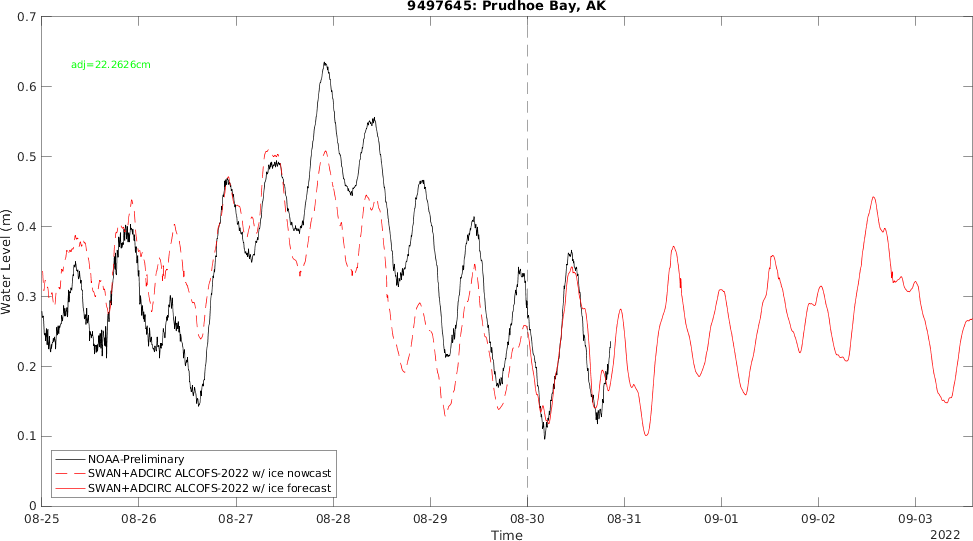 9497645: Prudhoe Bay, AK
adj=22.2626cm
Water Level (m)
0.7
0.6
0.5
0.4
0.3
0.2
0.1
0
NOAA-Preliminary
SWAN+ADCIRC ALCOFS-2022 w/ ice nowcast
SWAN+ADCIRC ALCOFS-2022 w/ ice forecast
08-25 08-26 08-27 08-28 08-29 08-30 08-31 09-01 09-02 09-03
Time
2022